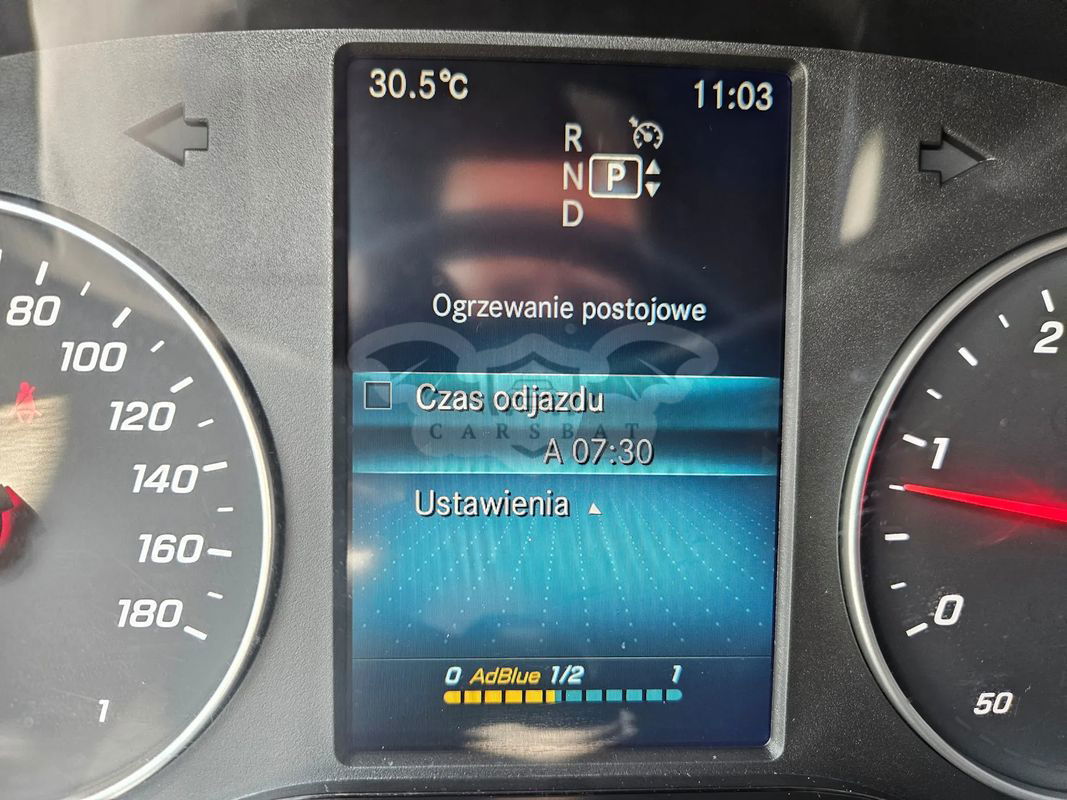 30.5°C
11:03
R
N P
D
Ogrzewanie postojowe
Czas odjazdu
CARSBAT
A 07:30
Ustawienia
0 AdBlue 1/2 1
80
100
120
140
160
180
1
2
1
0
50